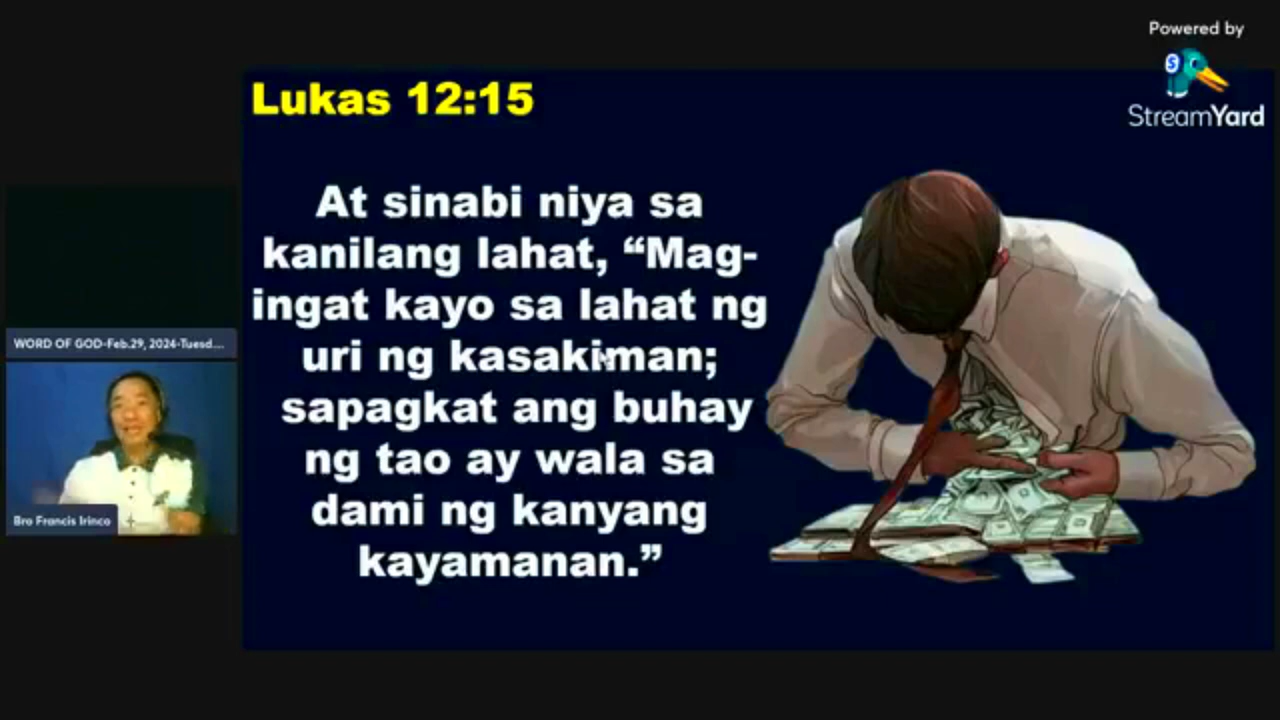 Powered by
StreamYard
Lukas 12:15
At sinabi niya sa
kanilang lahat, “Mag-
ingat kayo sa lahat ng
uri ng kasakiman;
sapagkat ang buhay
ng tao ay wala sa
dami ng kanyang
kayamanan.”
WORD OF GOD-Feb.29, 2024-Tuesd...
Bro Francis Irinco